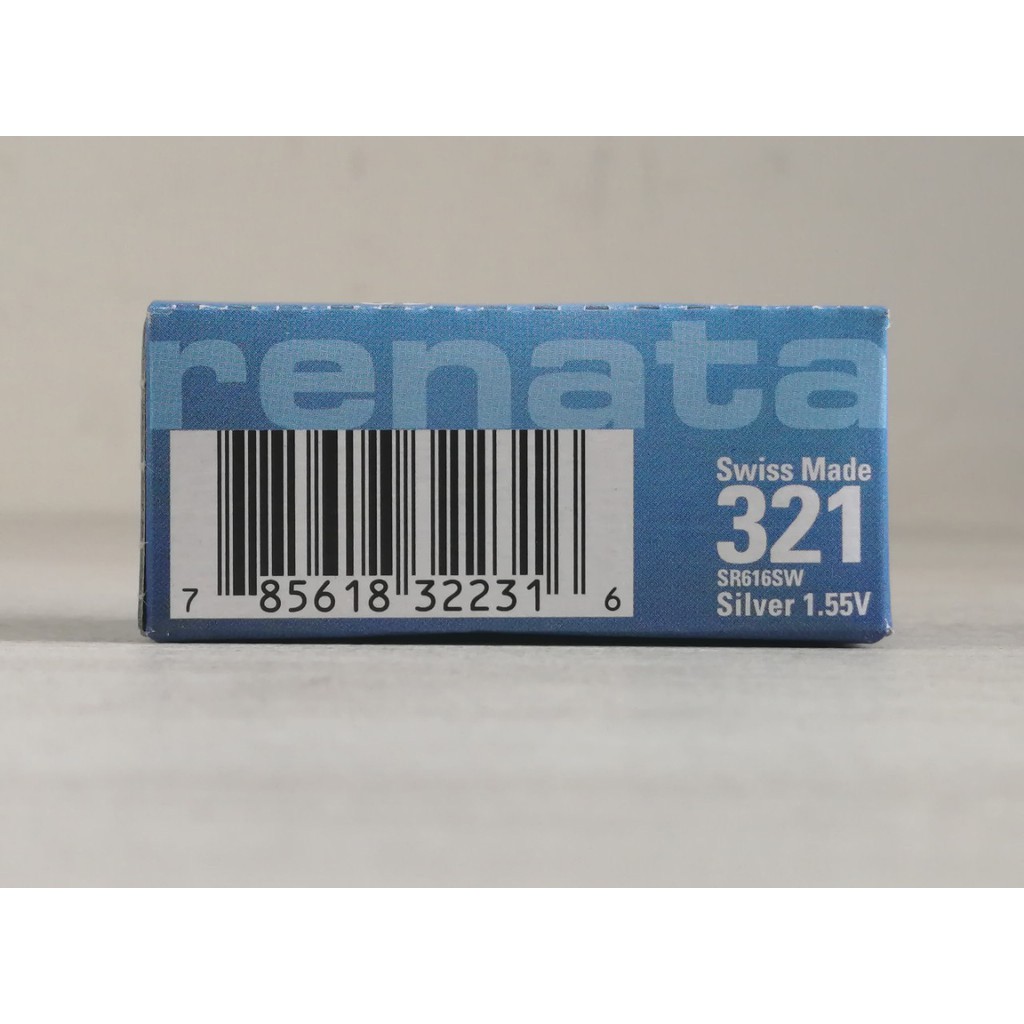 renata
Swiss Made
321
SR616SW
Silver 1.55V
7 85618 32231 6